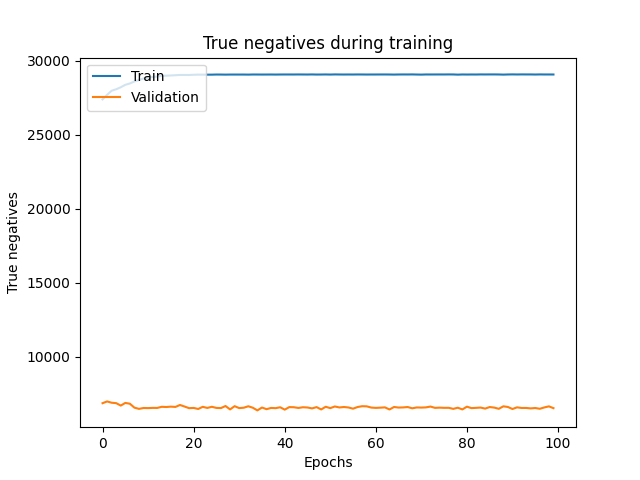 True negatives during training
30000
25000
20000
15000
10000
True negatives
Train
Validation
0 20 40 60 80 100
Epochs